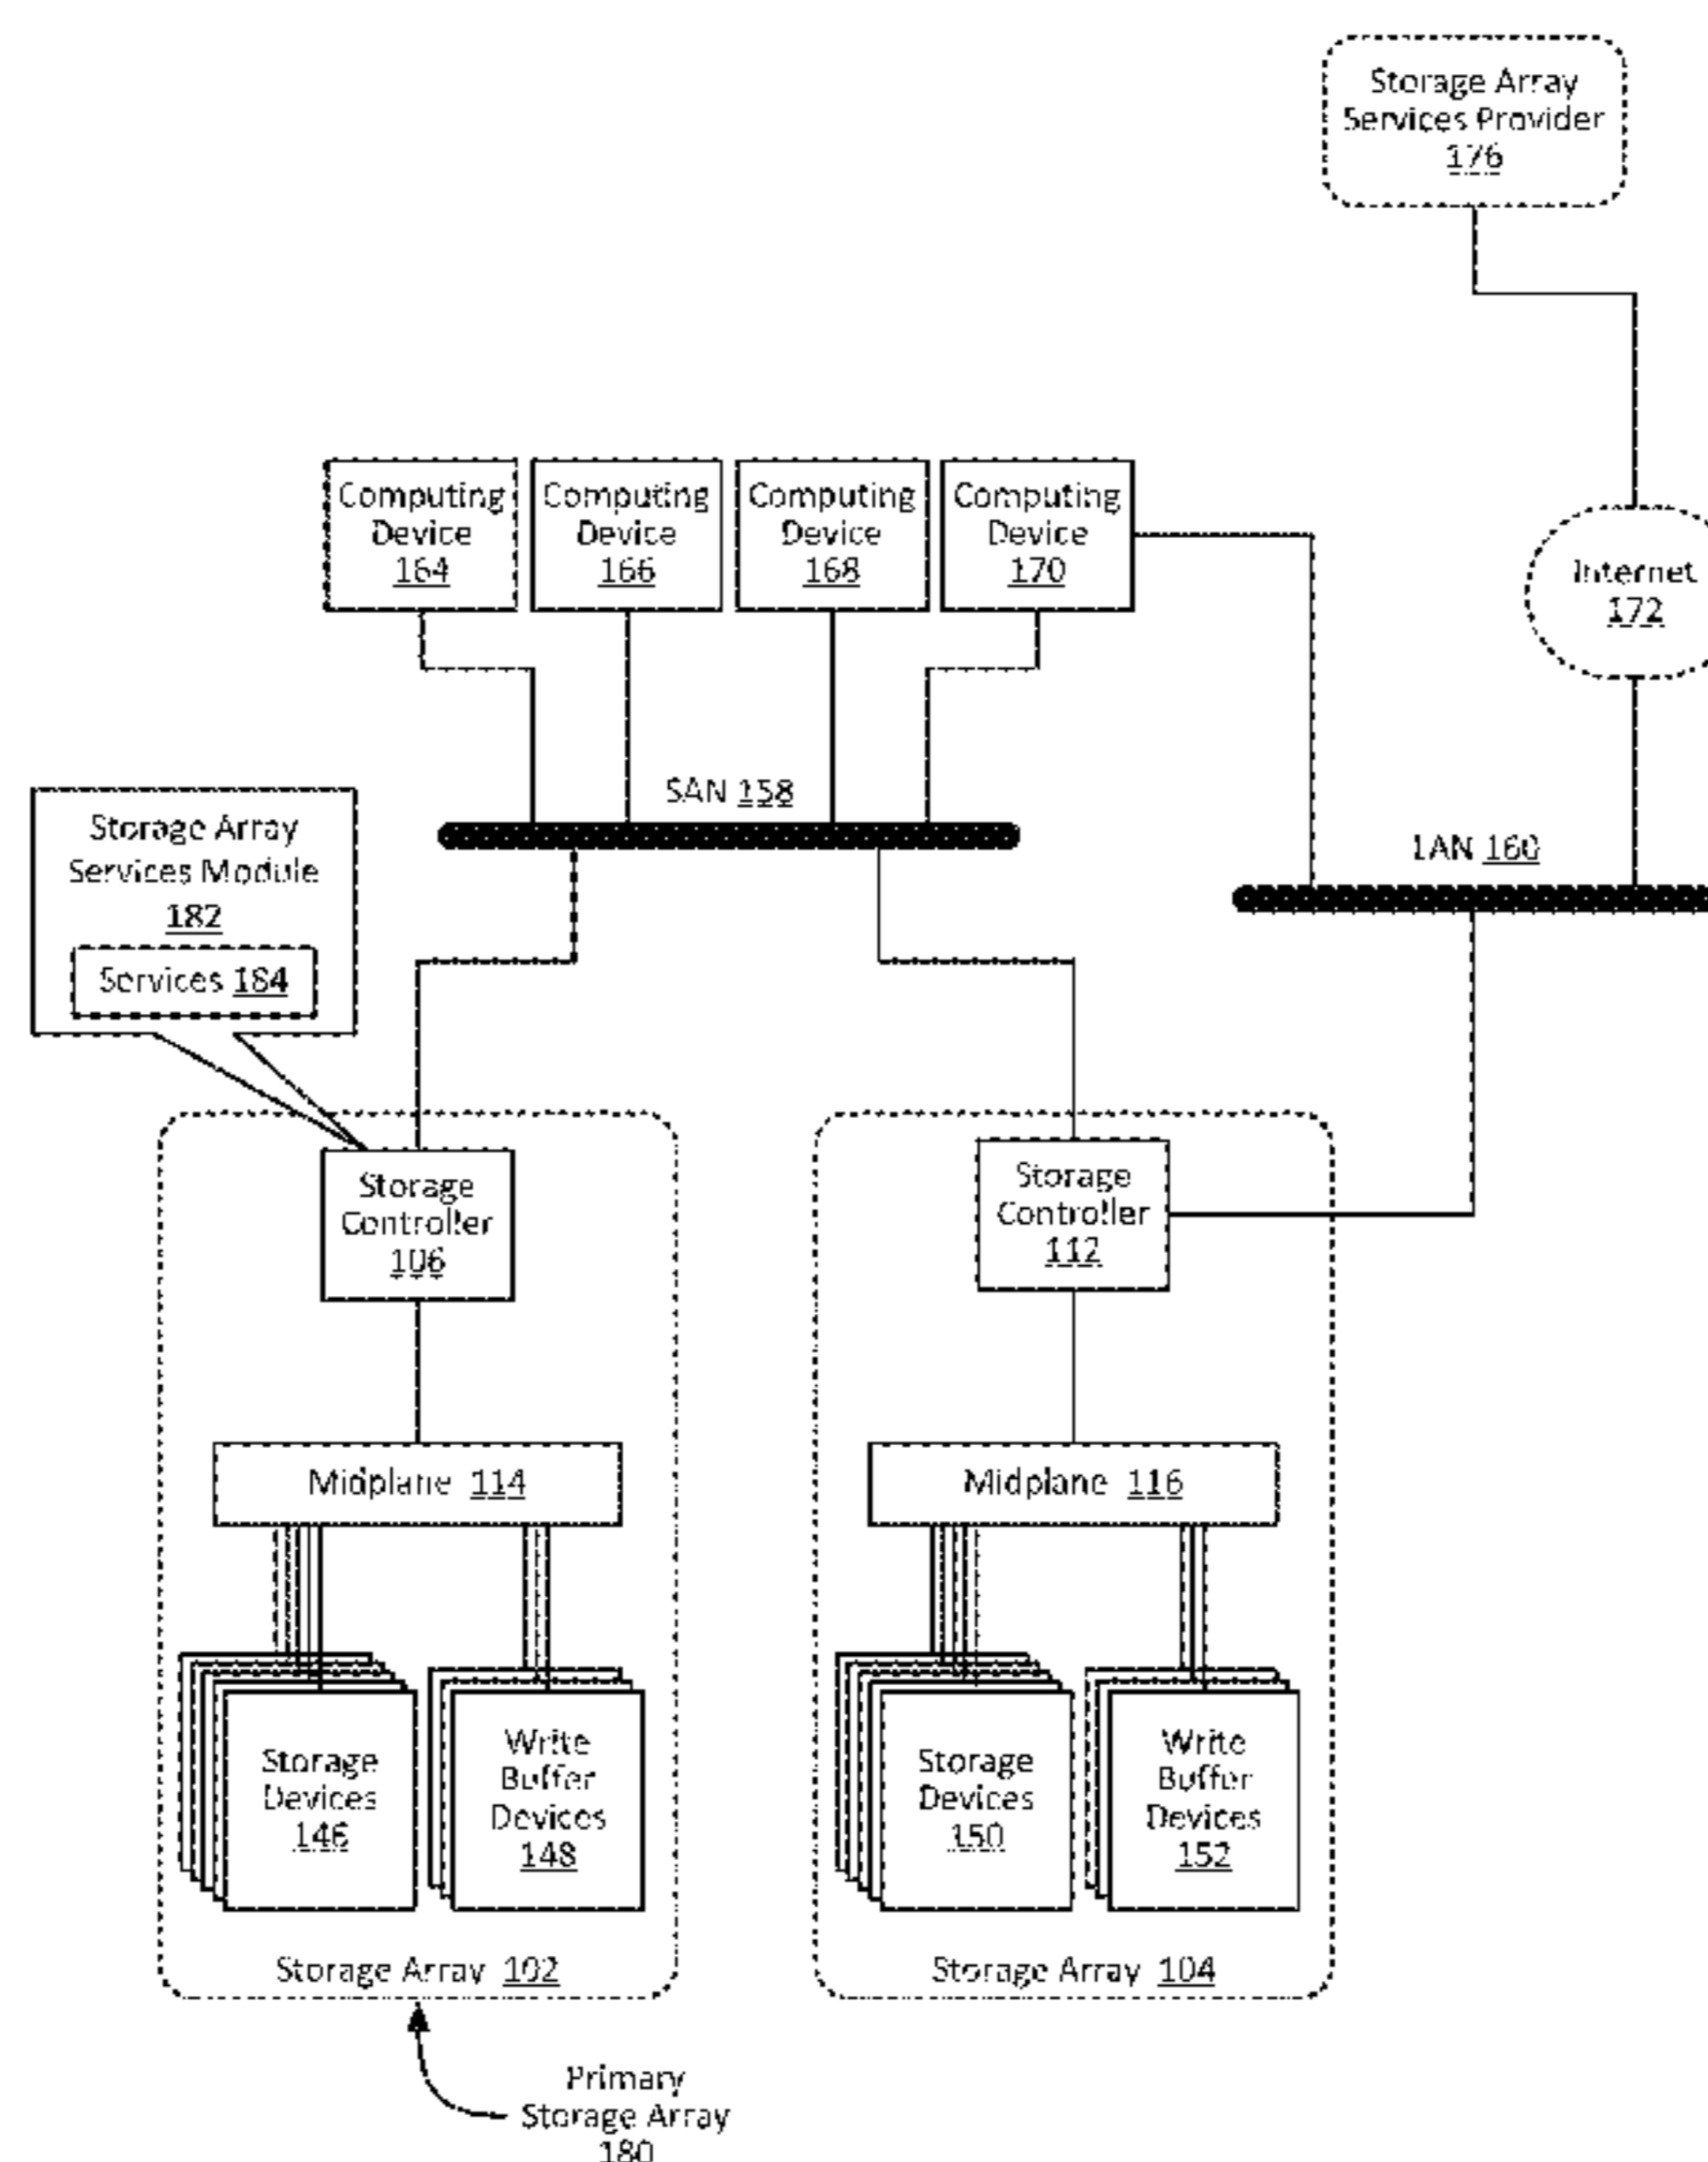 Storage Array
Services Provider
176
Computing
Device
164
Computing
Device
166
Computing
Device
168
Computing
Device
170
Internet
172
SAN 158
LAN 160
Storage Array
Services Module
182
Services 184
Storage
Controller
106
Storage
Controller
112
Midplane 114
Midplane 116
Storage
Devices
146
Write
Buffer
Devices
148
Storage
Devices
150
Write
Buffer
Devices
152
Storage Array 102
Storage Array 104
Primary
Storage Array
180